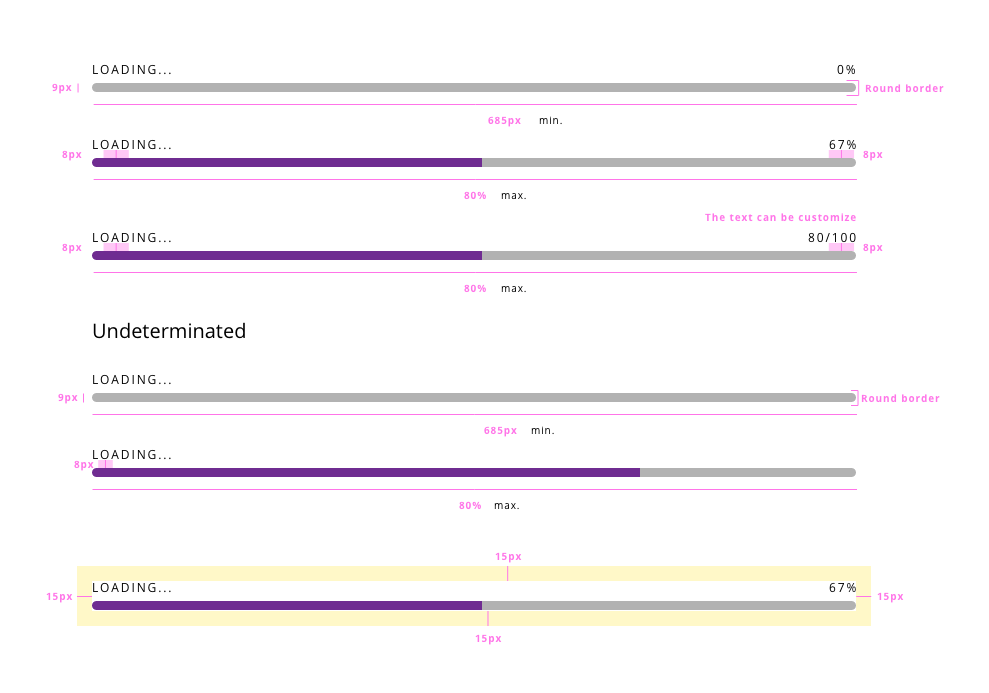 LOADING... 0%
9px Round border
685px min.
LOADING... 67%
8px 8px
80% max.
The text can be customize
LOADING... 80/100
8px 8px
80% max.
Undeterminated
LOADING...
9px Round border
685px min.
LOADING...
8px
80% max.
15px
LOADING... 67%
15px 15px
15px